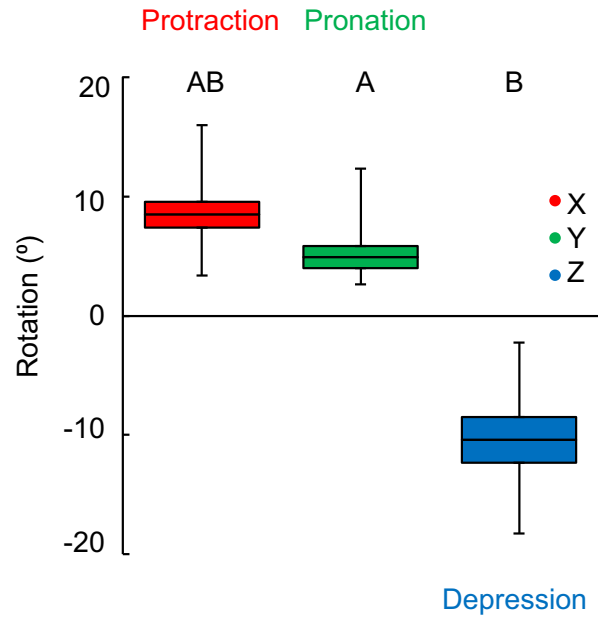 Protraction Pronation
AB A B
20
10
0
-10
-20
Rotation (º)
X
Y
Z
Depression